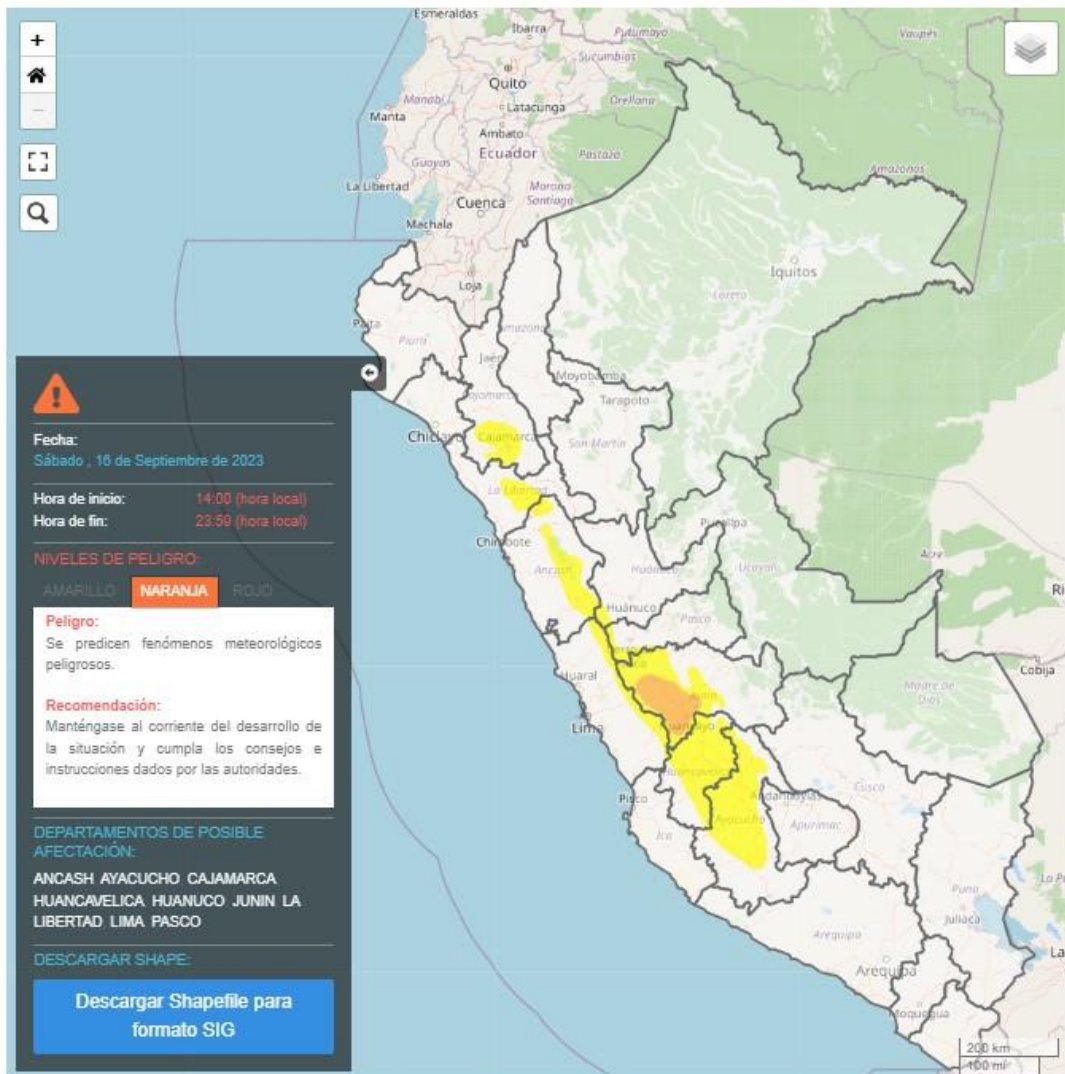 +
−
Esmeraldas
Ibarra
Putumayo
Vaupés
Sucumbíos
Quito
Manabí
Latacunga
Orellana
Manta
Ambato
Ecuador
Pastaza
Guayas
Amazonas
La Libertad
Morona
Santiago
Cuenca
Machala
Iquitos
Loja
Loreto
Paita
Piura
Amazonas
Jaén
Moyobamba
Cajamarca
Tarapoto
Chiclayo
Cajamarca
San Martín
La Libertad
Pucallpa
Chimbote
Acre
Ancash
Huánuco
Ucayali
Huánuco
Pasco
Cobija
Huaral
Junín
Madre de
Dios
Lima
Huancayo
Huancavelica
Cusco
Pisco
Andahuaylas
Ayacucho
Apurímac
Ica
Puno
Juliaca
Arequipa
Arequipa
Moquegua
200 km
100 mi
Fecha:
Sábado , 16 de Septiembre de 2023
Hora de inicio: 14:00 (hora local)
Hora de fin: 23:59 (hora local)
NIVELES DE PELIGRO:
AMARILLO NARANJA ROJO
Peligro:
Se predicen fenómenos meteorológicos
peligrosos.
Recomendación:
Manténgase al corriente del desarrollo de
la situación y cumpla los consejos e
instrucciones dados por las autoridades.
DEPARTAMENTOS DE POSIBLE
AFECTACIÓN:
ANCASH AYACUCHO CAJAMARCA
HUANCAVELICA HUANUCO JUNIN LA
LIBERTAD LIMA PASCO
DESCARGAR SHAPE:
Descargar Shapefile para
formato SIG